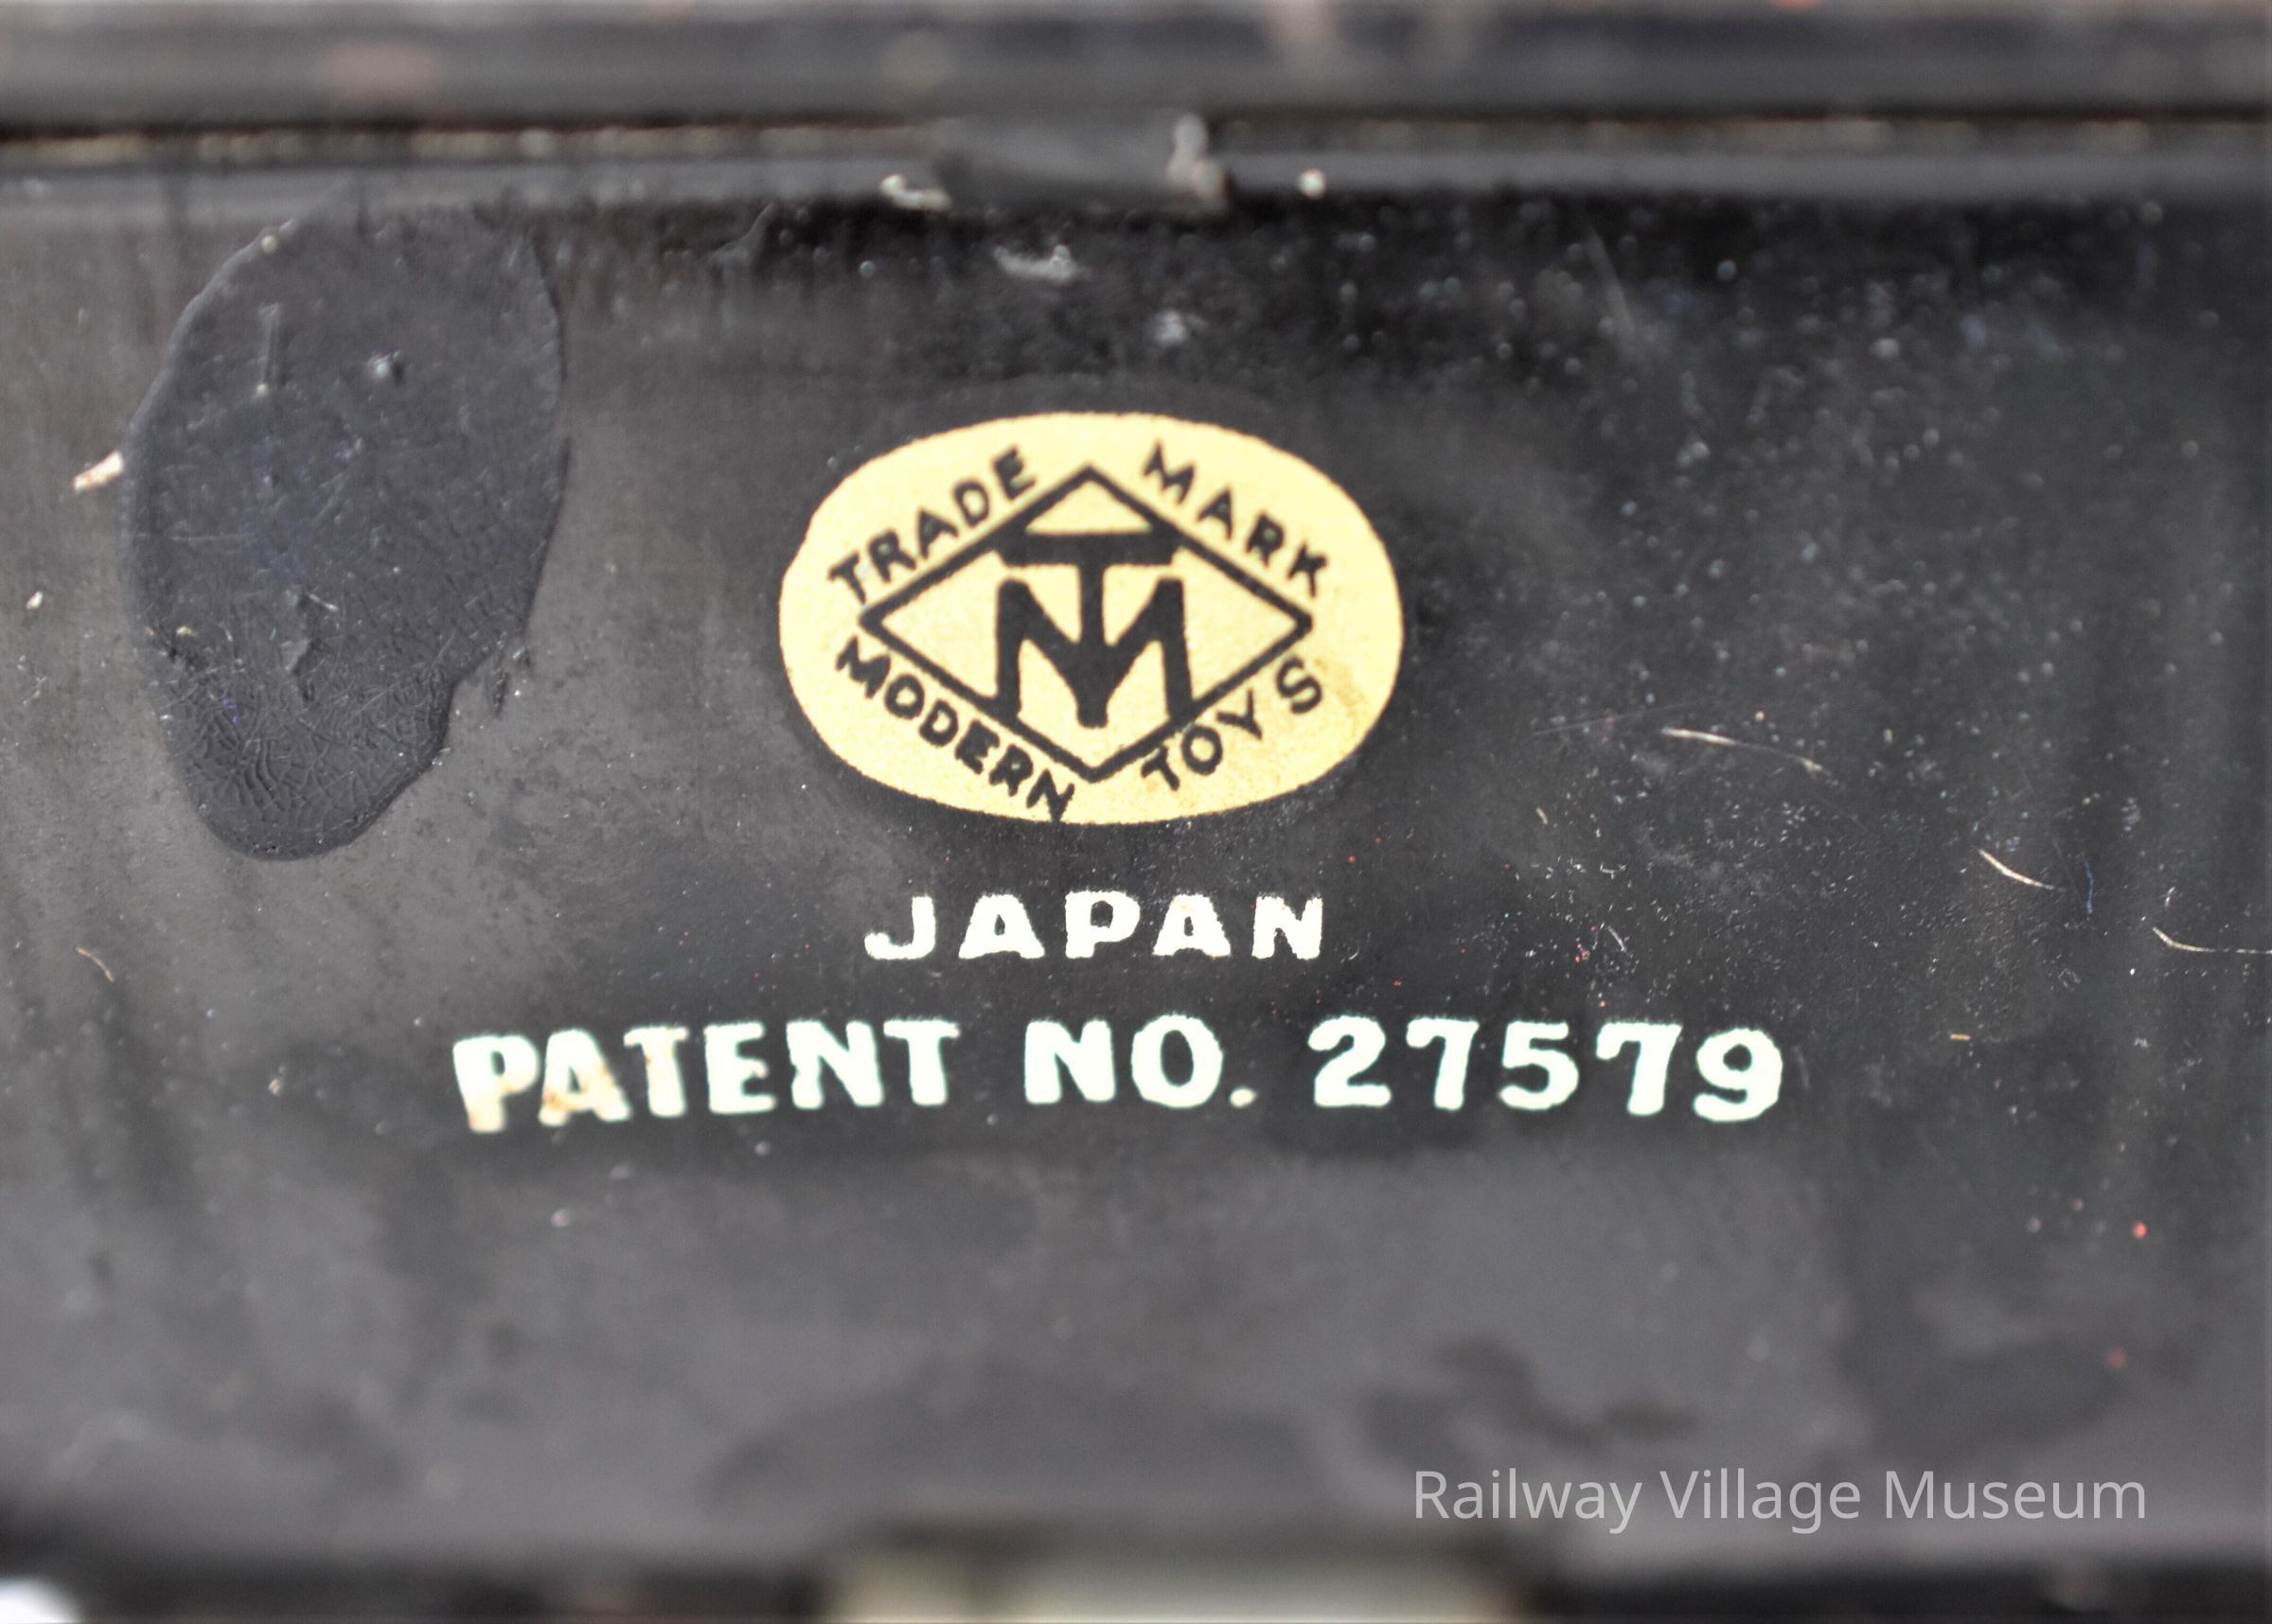 TRADE MARK
TM
MODERN TOYS
JAPAN
PATENT NO. 27579
Railway Village Museum